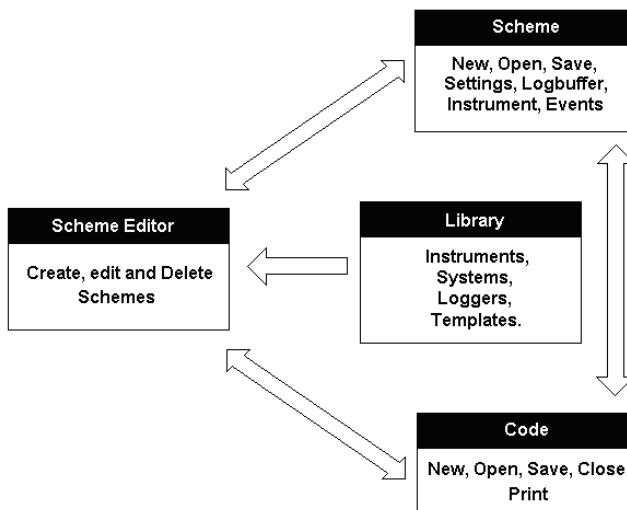 Scheme
New, Open, Save,
Settings, Logbuffer,
Instrument, Events
Scheme Editor
Create, edit and Delete
Schemes
Library
Instruments,
Systems,
Loggers,
Templates.
Code
New, Open, Save, Close
Print